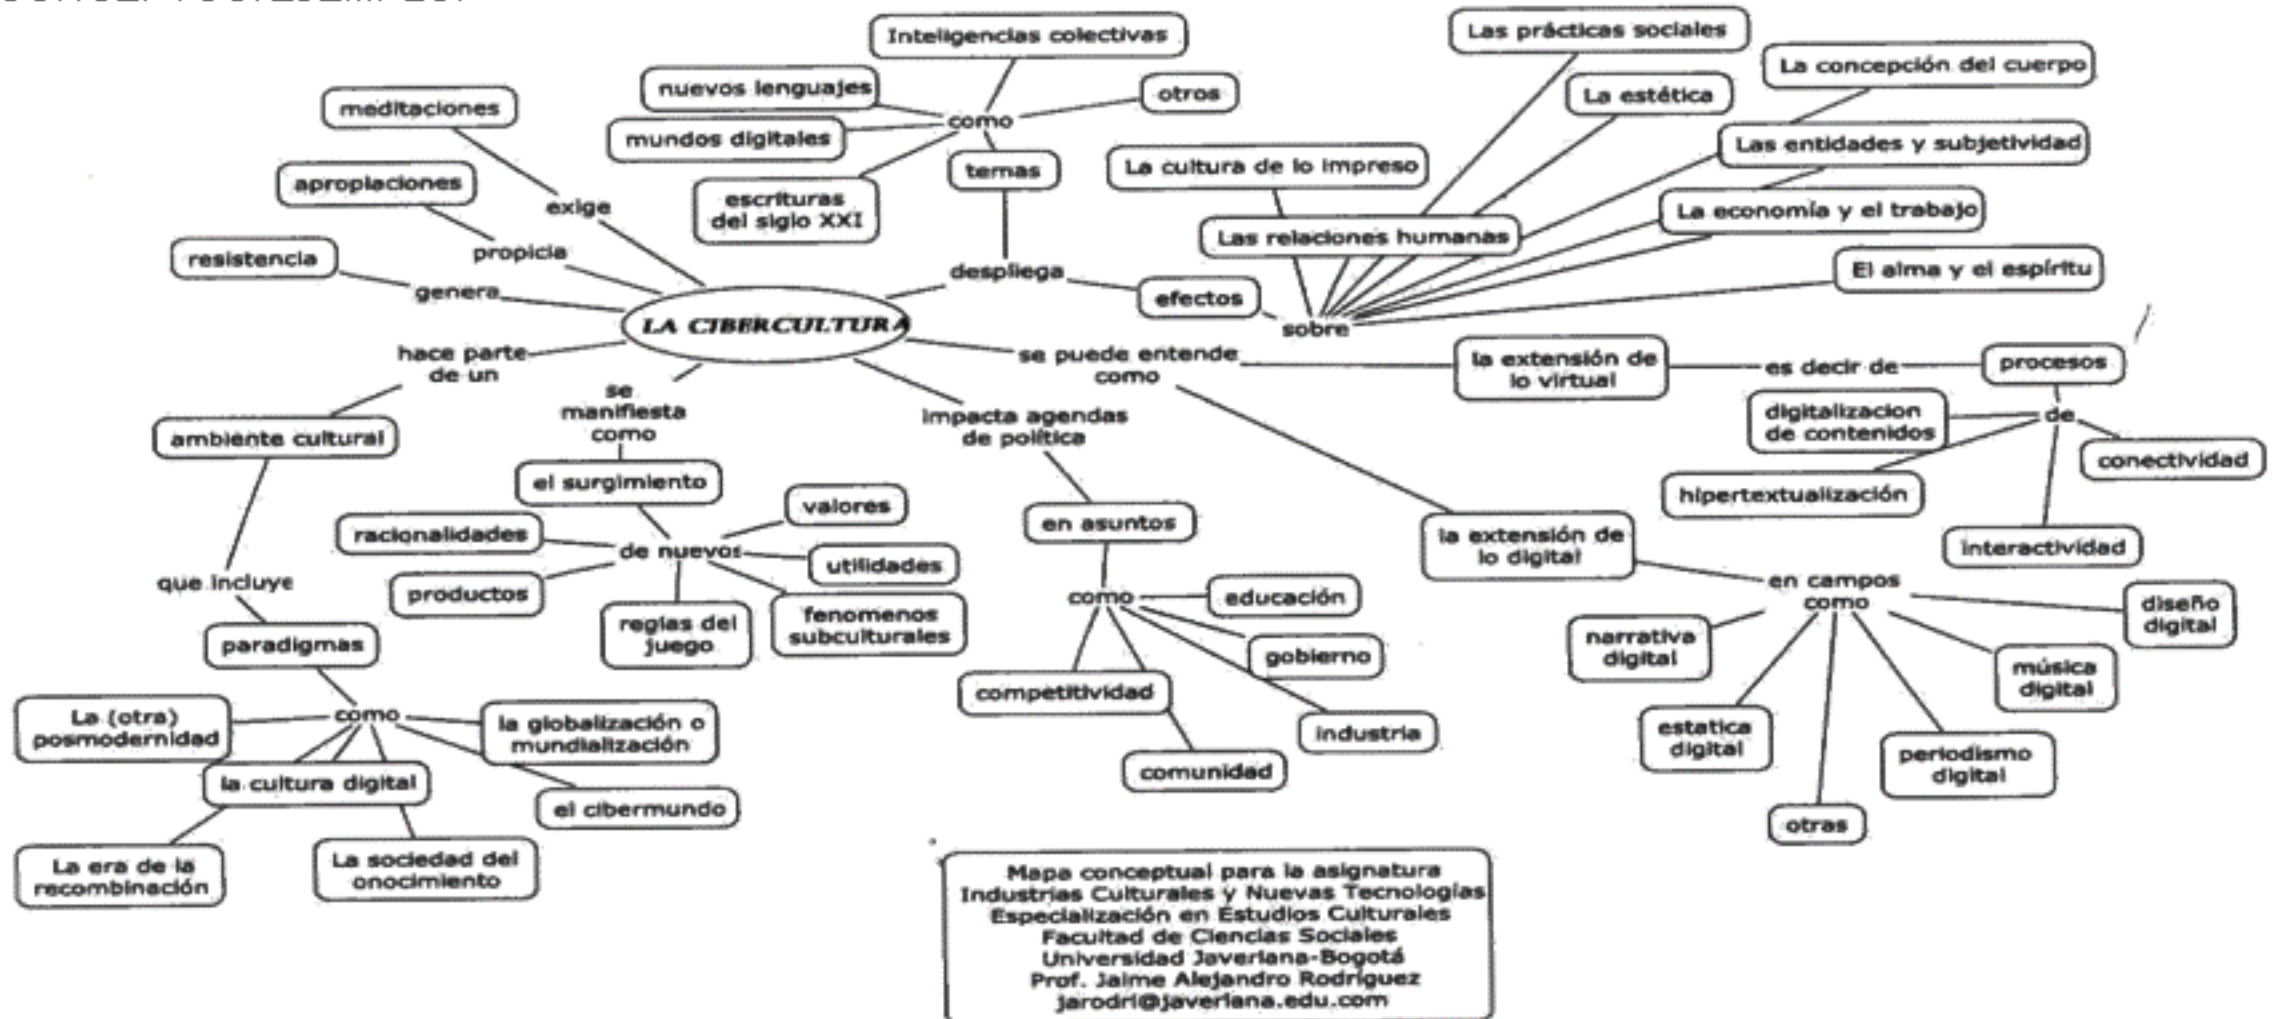 Inteligencias colectivas
nuevos lenguajes
otros
como
mundos digitales
temas
escrituras
del siglo XXI
meditaciones
exige
apropiaciones
propicia
resistencia
genera
despliega
efectos
sobre
Las prácticas sociales
La concepción del cuerpo
La estética
Las entidades y subjetividad
La cultura de lo impreso
La economía y el trabajo
Las relaciones humanas
El alma y el espíritu
LA CIBERCULTURA
hace parte
de un
ambiente cultural
que incluye
paradigmas
como
La (otra)
posmodernidad
la globalización o
mundialización
la cultura digital
el cibermundo
La era de la
recombinación
La sociedad del
onocimiento
se
manifiesta
como
el surgimiento
de nuevos
valores
racionalidades
utilidades
productos
reglas del
juego
fenomenos
subculturales
impacta agendas
de política
en asuntos
como
educación
gobierno
competitividad
industria
comunidad
se puede entende
como
la extensión de
lo virtual
es decir de
procesos
de
digitalizacion
de contenidos
conectividad
hipertextualización
interactividad
la extensión de
lo digital
en campos
como
diseño
digital
narrativa
digital
música
digital
estatica
digital
periodismo
digital
otras
Mapa conceptual para la asignatura
Industrias Culturales y Nuevas Tecnologías
Especialización en Estudios Culturales
Facultad de Ciencias Sociales
Universidad Javeriana-Bogotá
Prof. Jaime Alejandro Rodríguez
jarodri@javeriana.edu.com